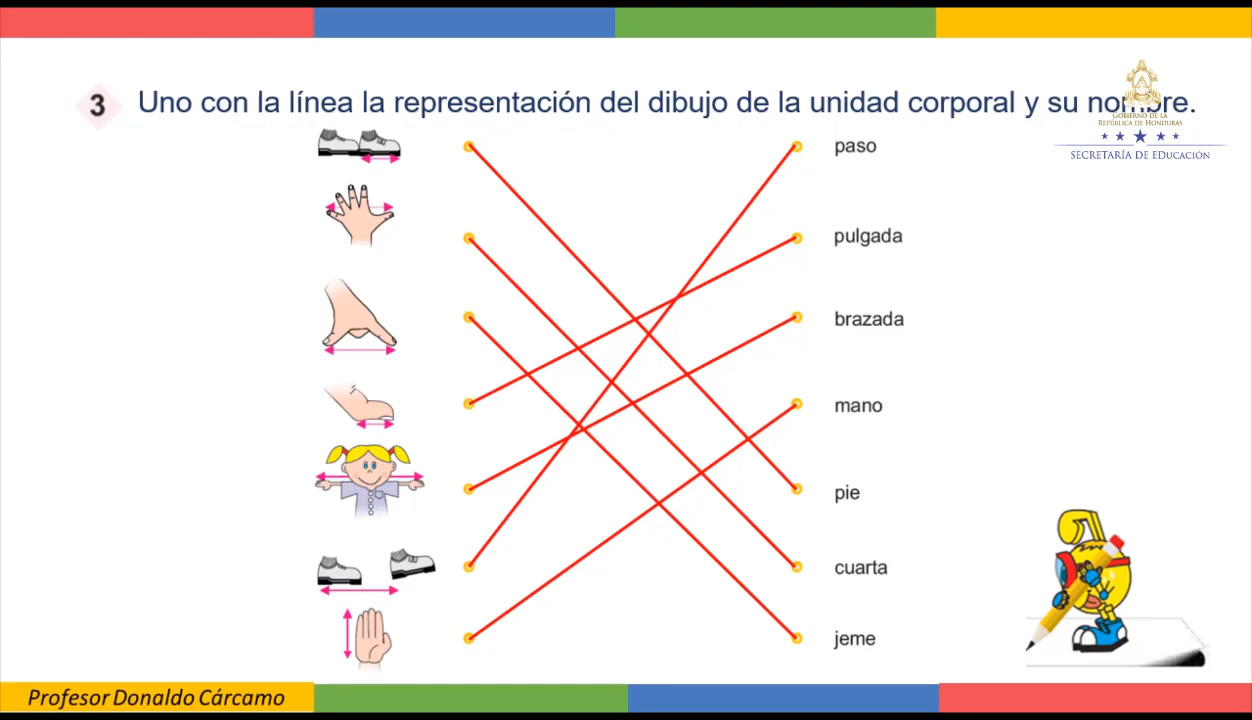 3 Uno con la línea la representación del dibujo de la unidad corporal y su nombre.
GOBIERNO DE LA
REPÚBLICA DE HONDURAS
SECRETARÍA DE EDUCACIÓN
paso
pulgada
brazada
mano
pie
cuarta
jeme
Profesor Donaldo Cárcamo